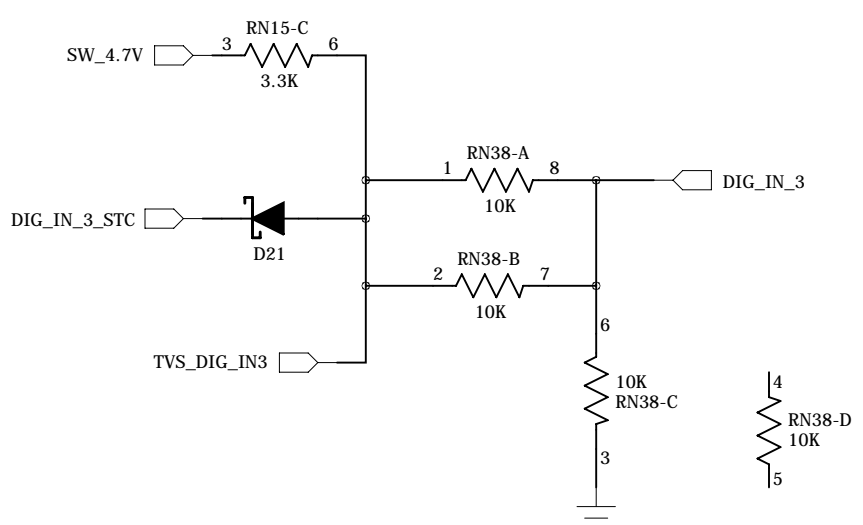 RN15-C
SW_4.7V
3
6
3.3K
RN38-A
1
8
DIG_IN_3
10K
DIG_IN_3_STC
D21
RN38-B
2
7
10K
6
TVS_DIG_IN3
10K
RN38-C
4
RN38-D
10K
3
5